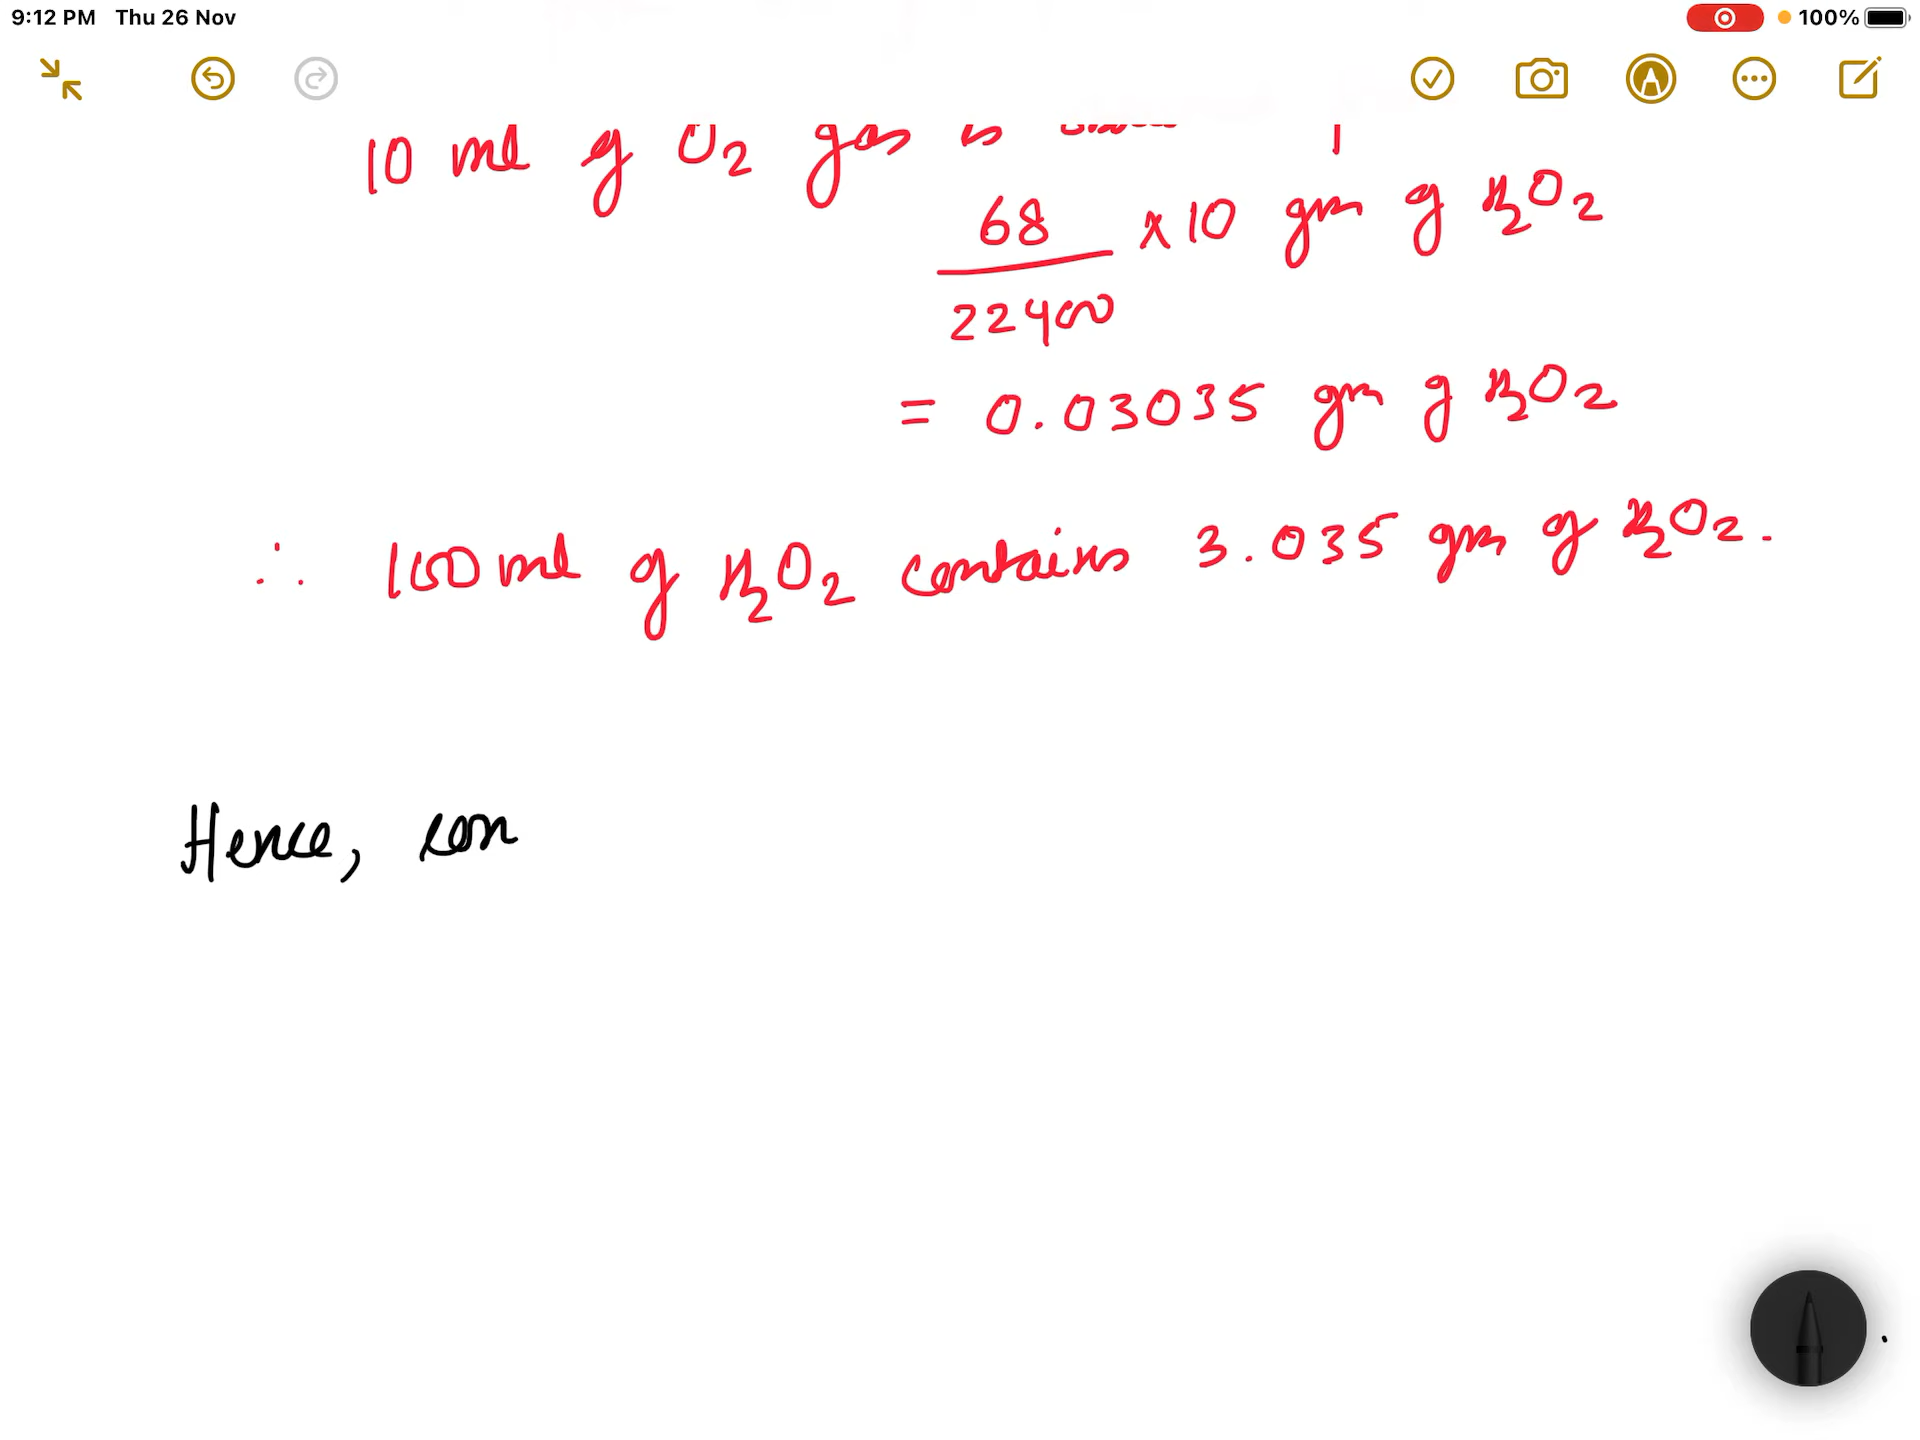 9:12 PM Thu 26 Nov 100%
10 ml of O2 gas is
68/22400 x 10 gm of H2O2
= 0.03035 gm of H2O2
∴ 100 ml of H2O2 contains 3.035 gm of H2O2.
Hence, con